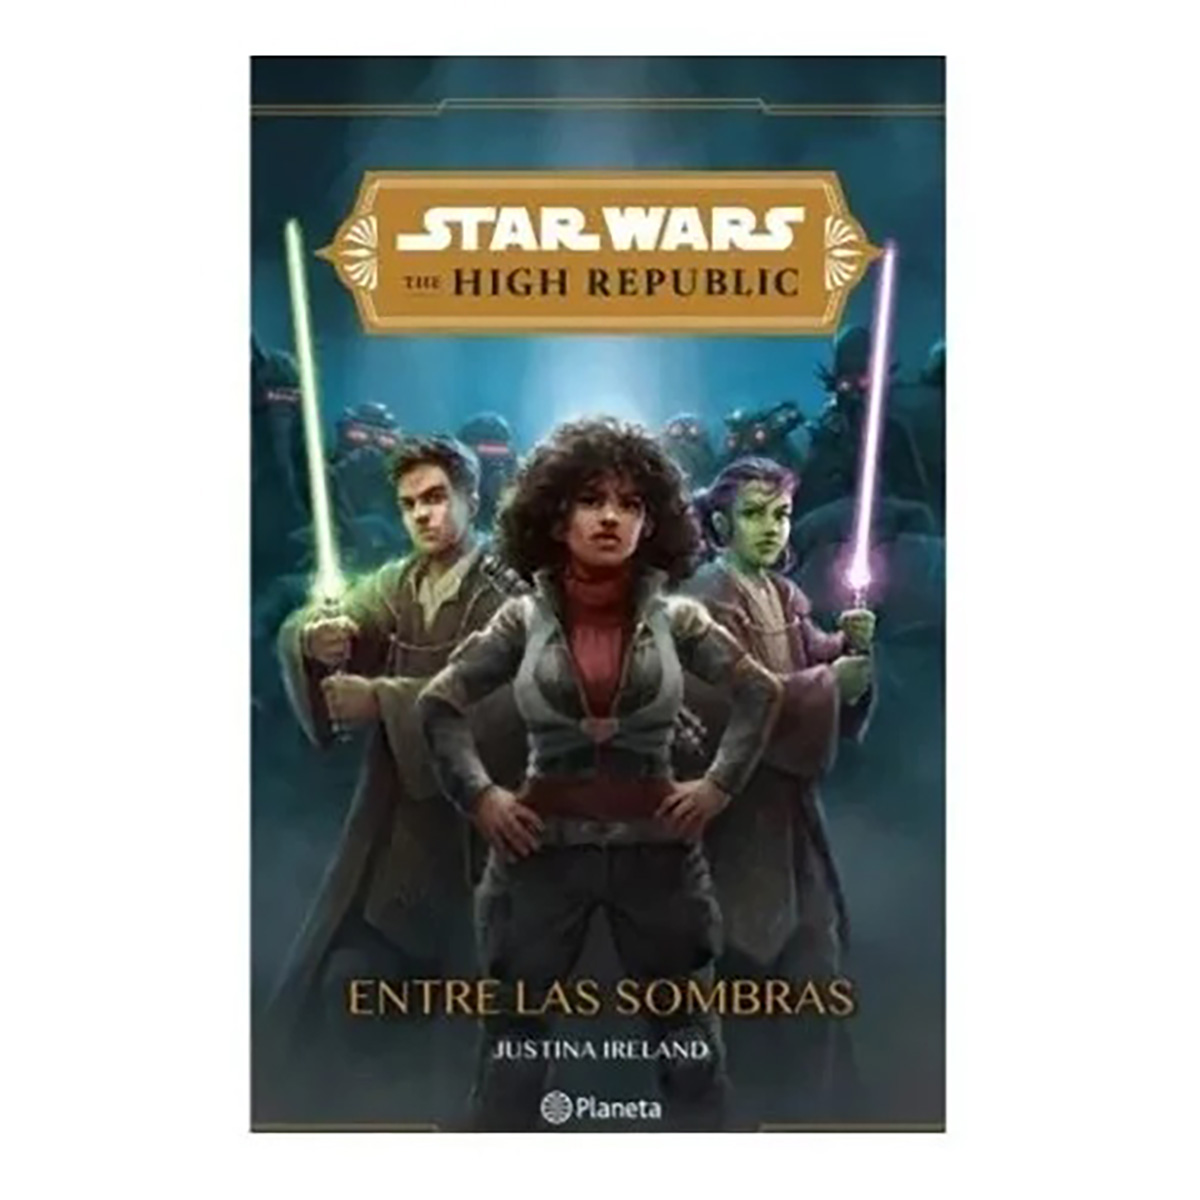 STAR WARS
THE HIGH REPUBLIC
ENTRE LAS SOMBRAS
JUSTINA IRELAND
Planeta